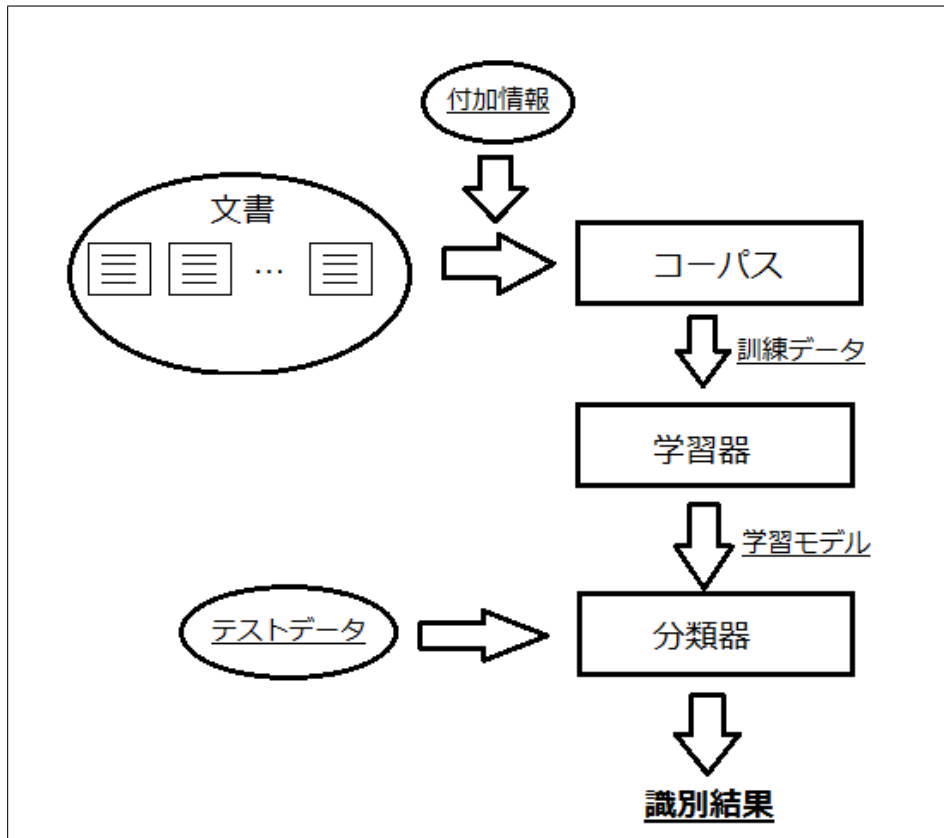 付加情報
文書
…
コーパス
訓練データ
学習器
学習モデル
テストデータ
分類器
識別結果